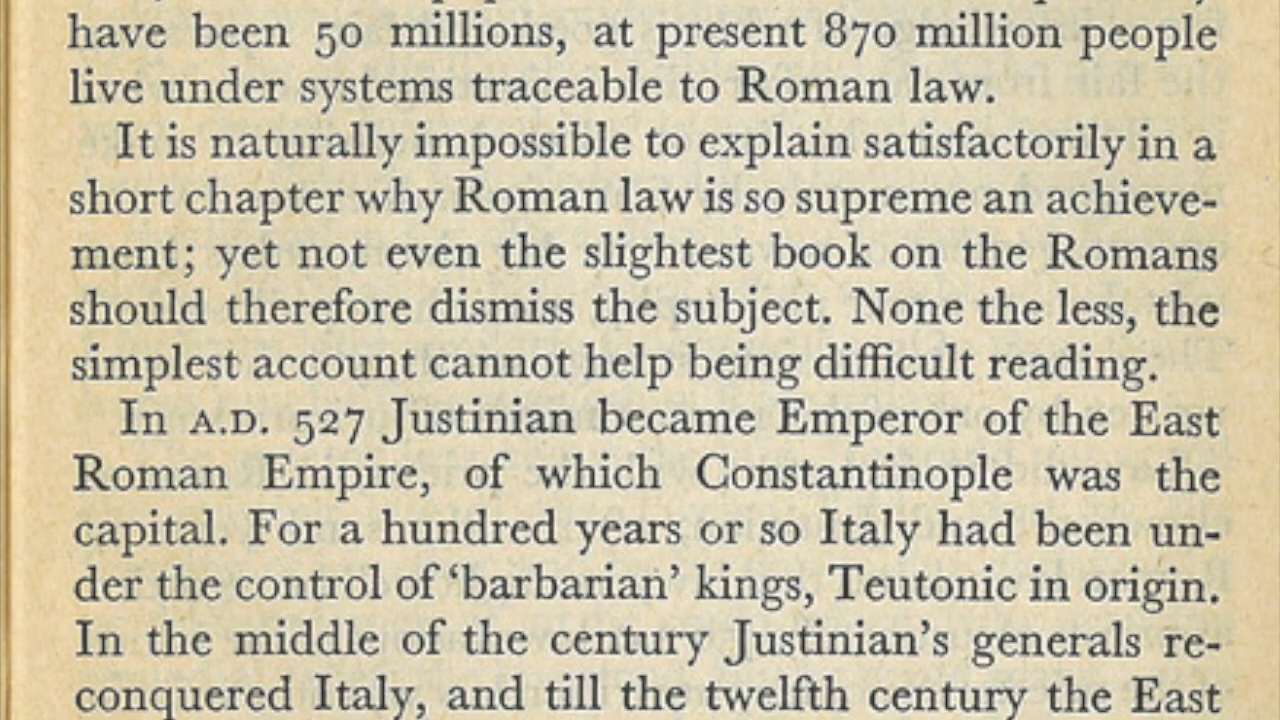 have been 50 millions, at present 870 million people
live under systems traceable to Roman law.
It is naturally impossible to explain satisfactorily in a
short chapter why Roman law is so supreme an achieve-
ment; yet not even the slightest book on the Romans
should therefore dismiss the subject. None the less, the
simplest account cannot help being difficult reading.
In A.D. 527 Justinian became Emperor of the East
Roman Empire, of which Constantinople was the
capital. For a hundred years or so Italy had been un-
der the control of ‘barbarian’ kings, Teutonic in origin.
In the middle of the century Justinian’s generals re-
conquered Italy, and till the twelfth century the East